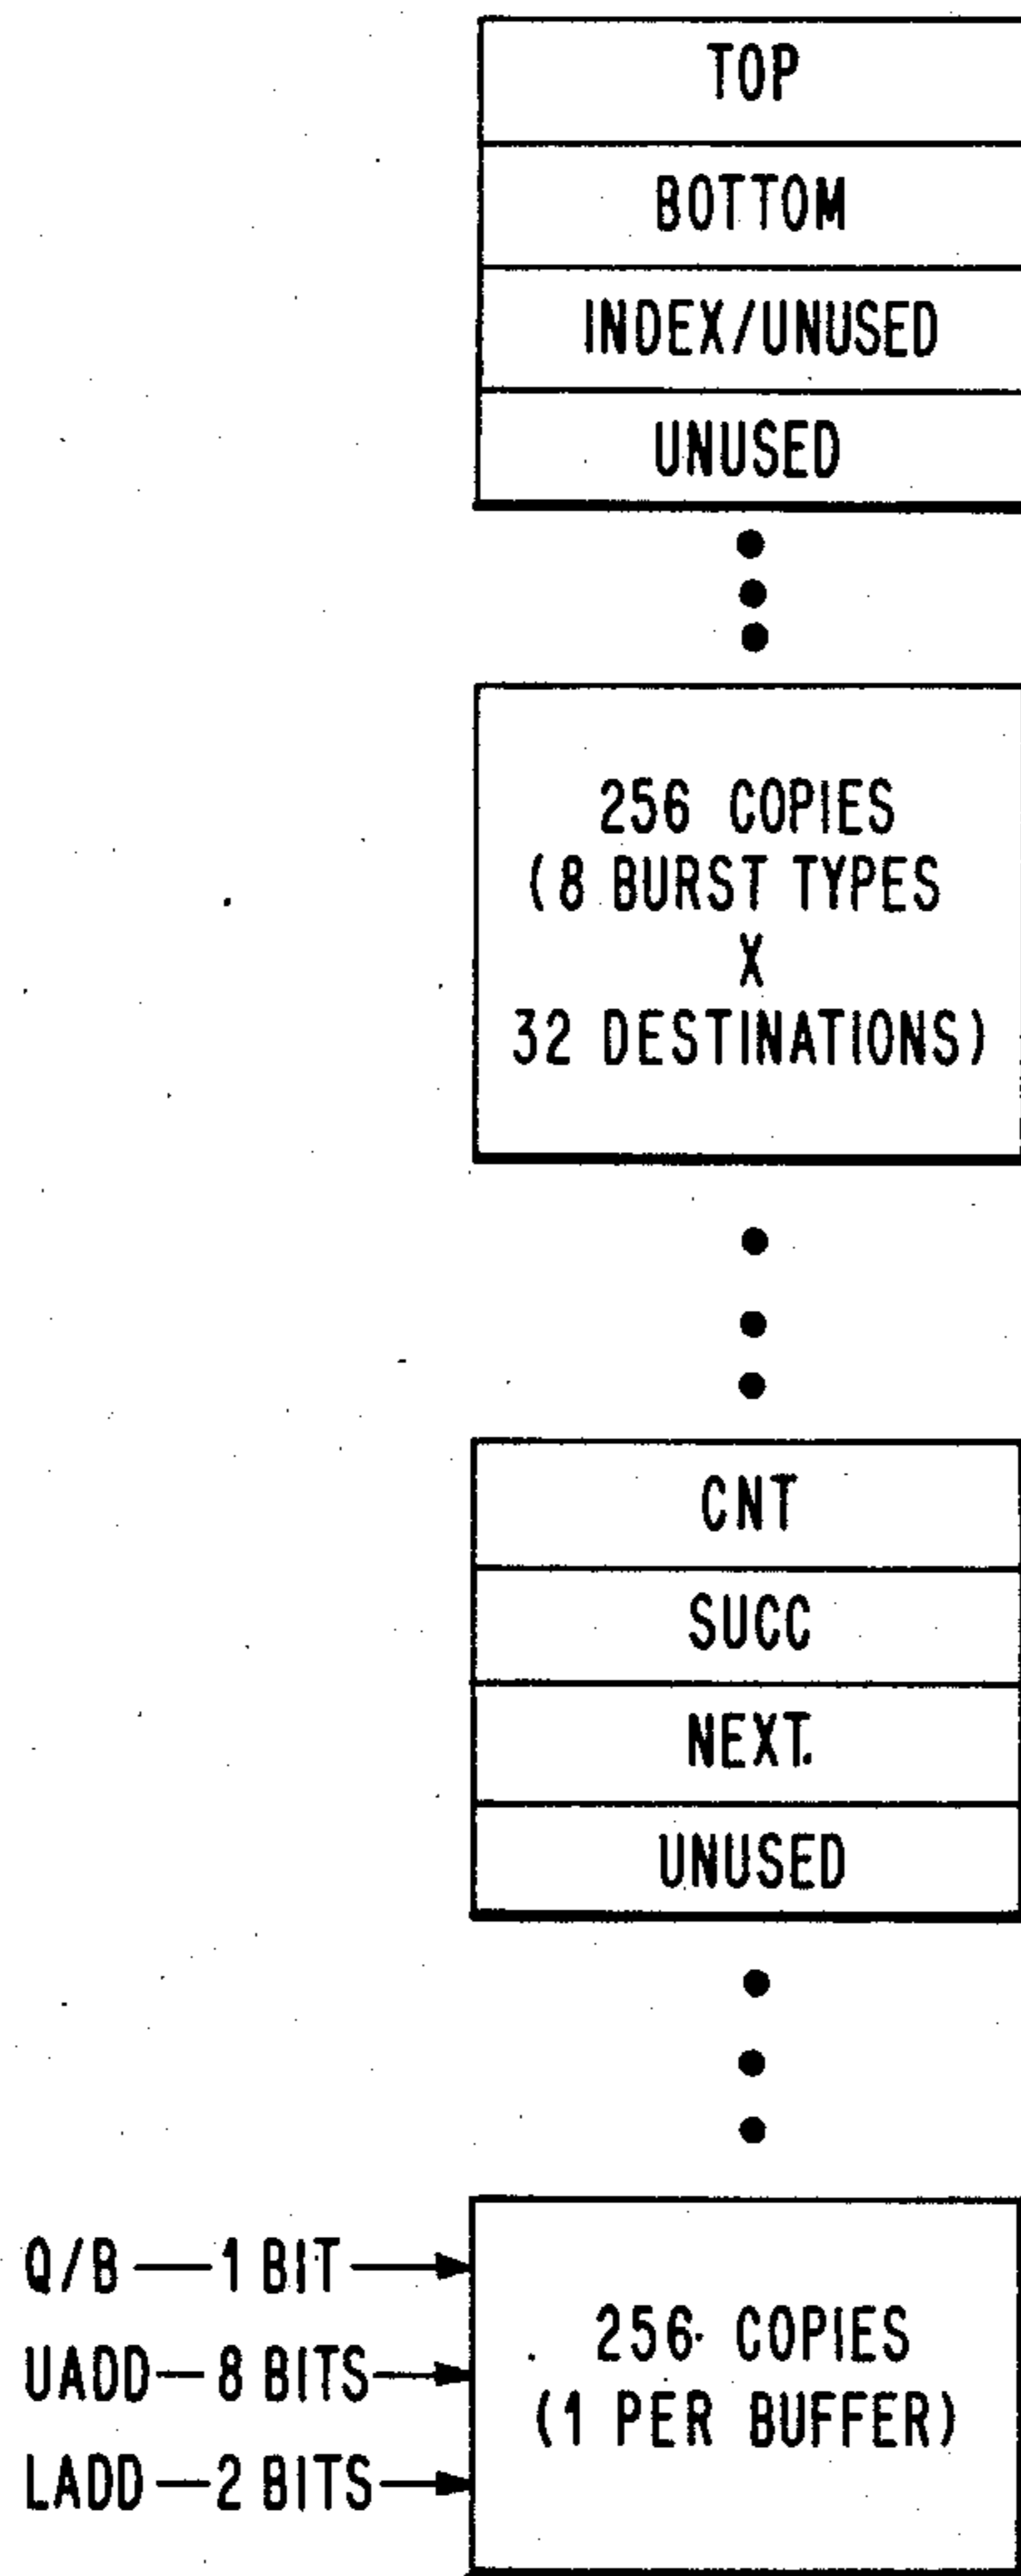 TOP
BOTTOM
INDEX/UNUSED
UNUSED
256 COPIES
(8 BURST TYPES
X
32 DESTINATIONS)
CNT
SUCC
NEXT
UNUSED
Q/B — 1 BIT
UADD — 8 BITS
LADD — 2 BITS
256 COPIES
(1 PER BUFFER)